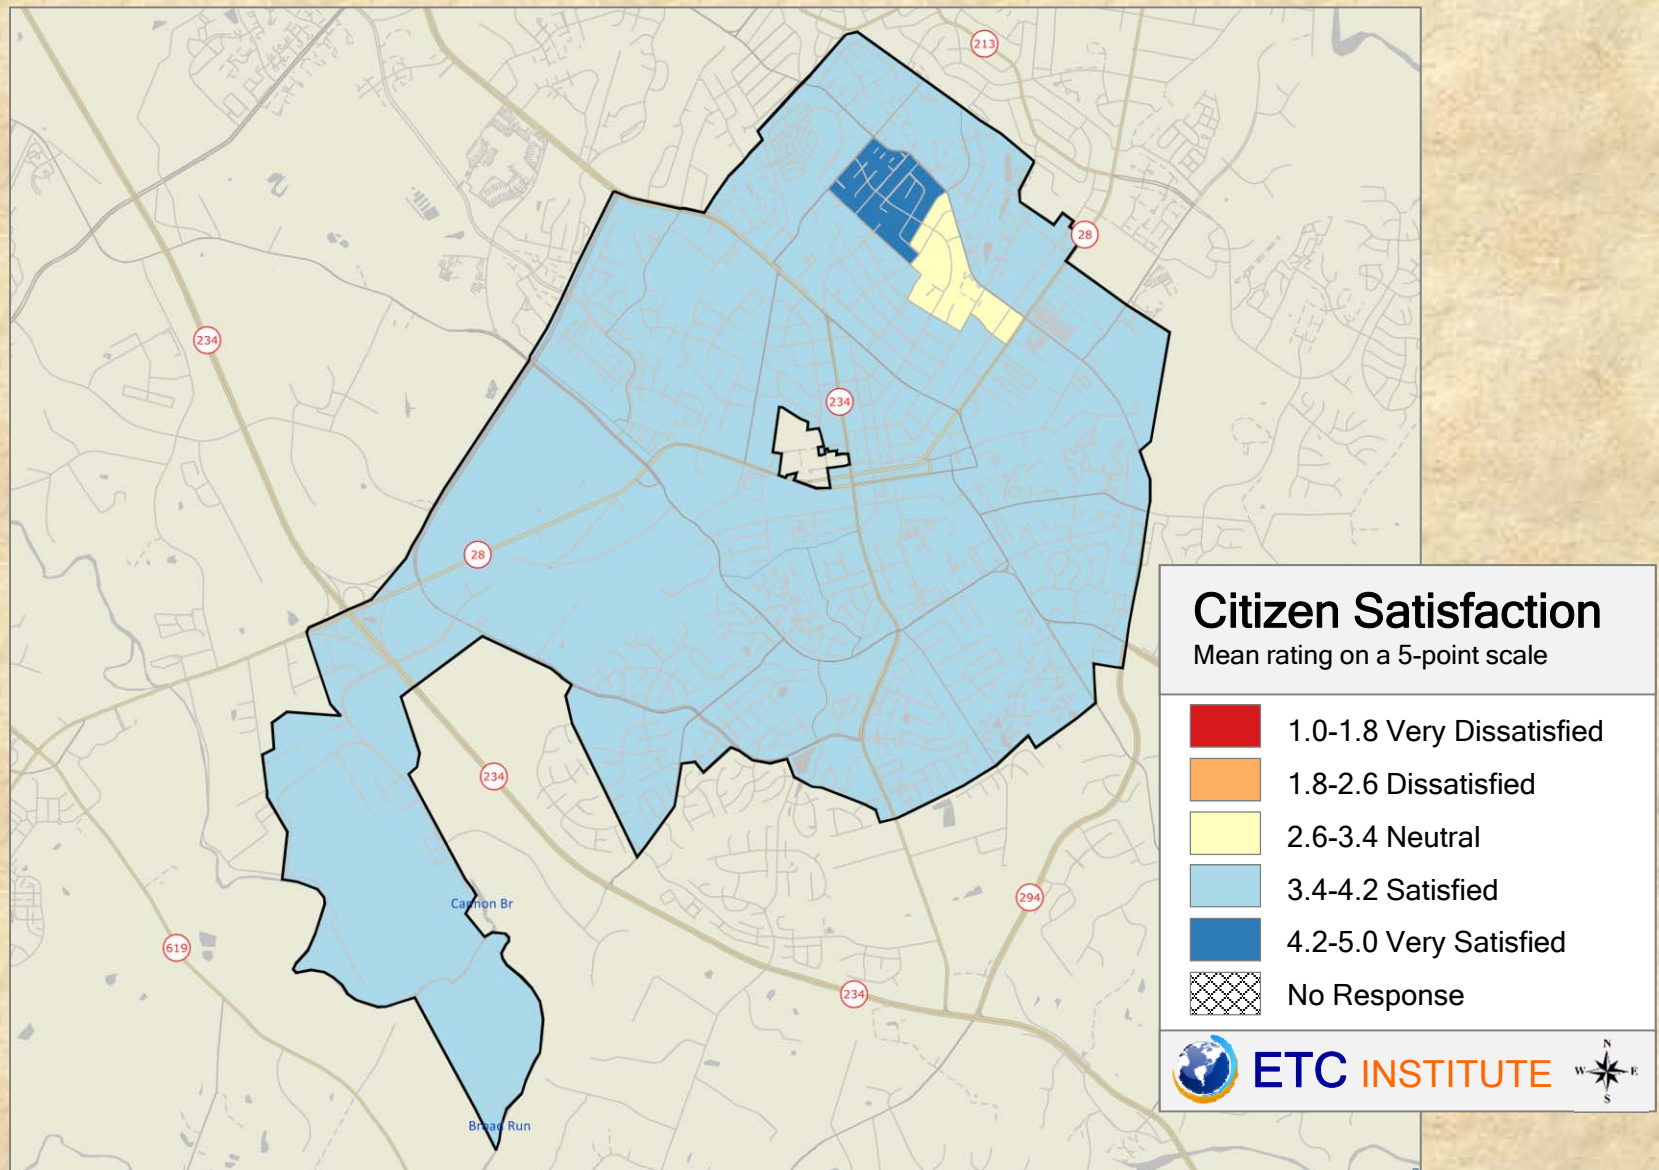 213
28
234
234
28
234
294
Cannon Br
619
234
Broad Run
Citizen Satisfaction
Mean rating on a 5-point scale
1.0-1.8 Very Dissatisfied
1.8-2.6 Dissatisfied
2.6-3.4 Neutral
3.4-4.2 Satisfied
4.2-5.0 Very Satisfied
No Response
ETC INSTITUTE
N
W E
S